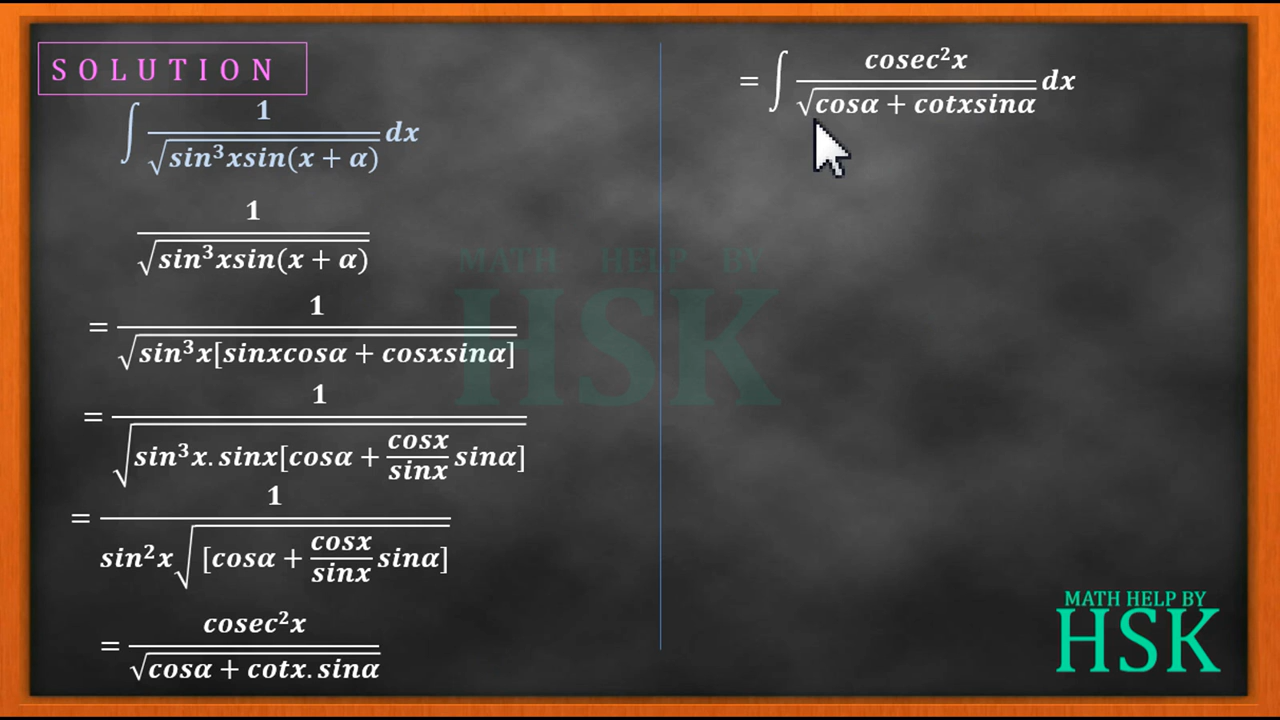 SOLUTION
∫ 1/√(sin³xsin(x + α)) dx
1/√(sin³xsin(x + α))
= 1/√(sin³x[sinxcosα + cosxsinα])
= 1/√(sin³x. sinx[cosα + cosx/sinx sinα])
= 1/(sin²x√([cosα + cosx/sinx sinα]))
= cosec²x/√(cosα + cotx. sinα)
= ∫ cosec²x/√(cosα + cotxsinα) dx
MATH HELP BY
HSK
MATH HELP BY
HSK